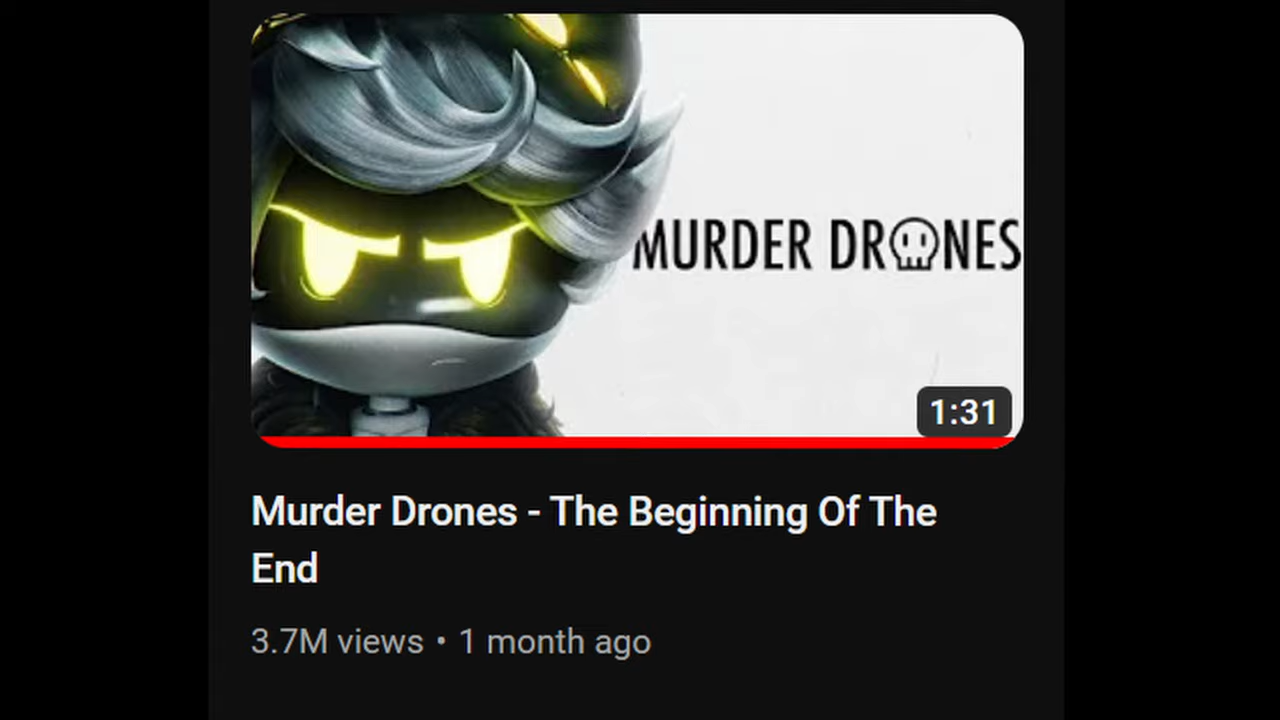 MURDER DRONES
1:31
Murder Drones - The Beginning Of The
End
3.7M views • 1 month ago